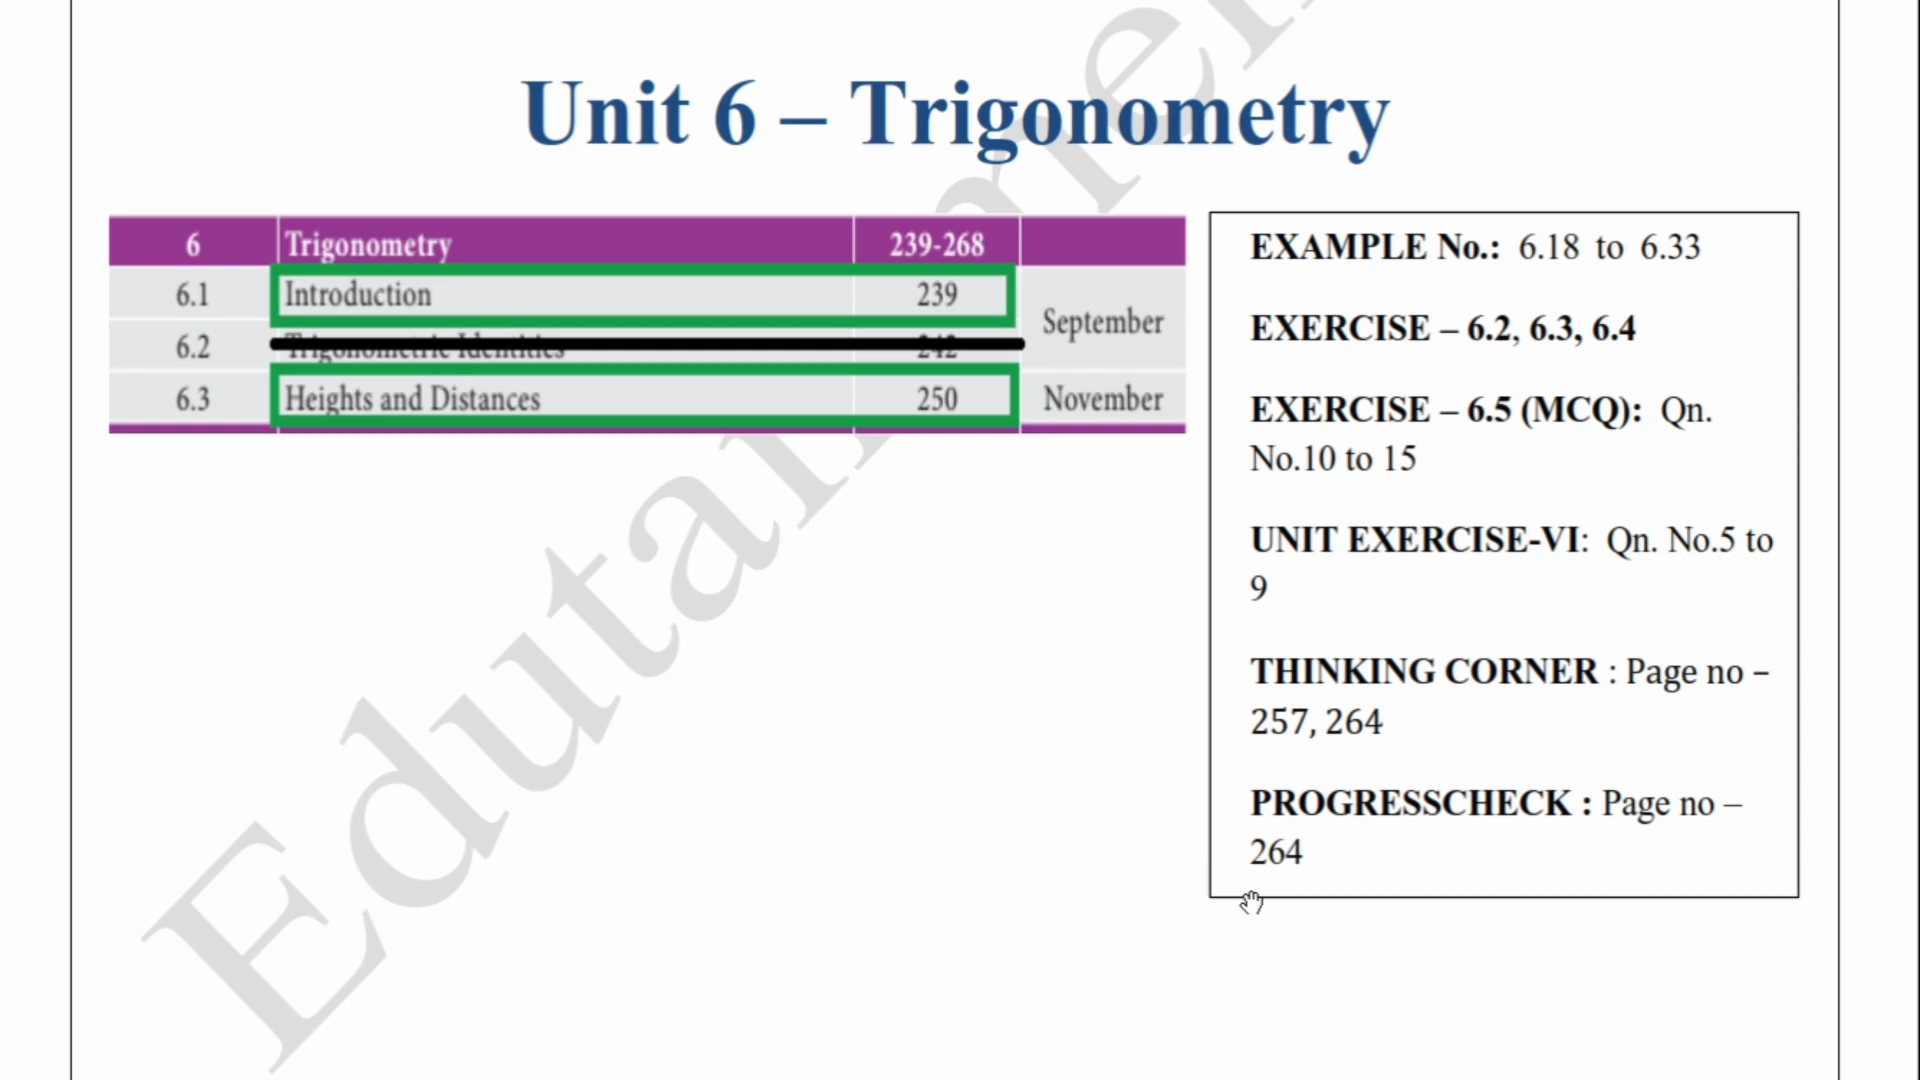 Unit 6 – Trigonometry
6 Trigonometry 239-268
6.1 Introduction 239
September
6.2 Trigonometric Identities 242
6.3 Heights and Distances 250 November
EXAMPLE No.: 6.18 to 6.33
EXERCISE – 6.2, 6.3, 6.4
EXERCISE – 6.5 (MCQ): Qn.
No.10 to 15
UNIT EXERCISE-VI: Qn. No.5 to
9
THINKING CORNER : Page no –
257, 264
PROGRESSCHECK : Page no –
264